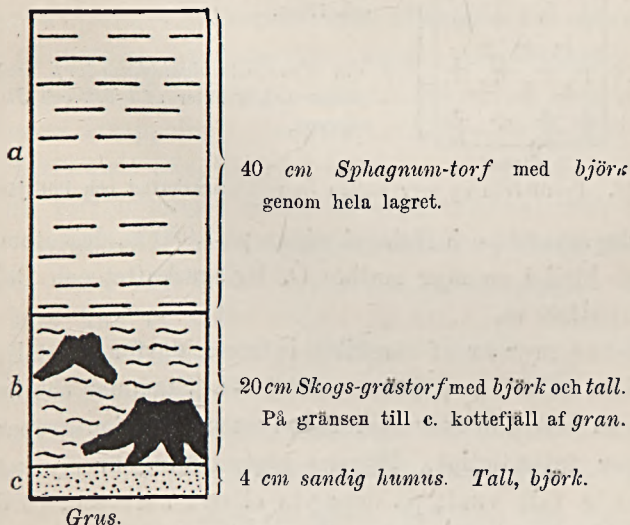 a
40 cm Sphagnum-torf med björk
genom hela lagret.
b
20 cm Skogs-grästorf med björk och tall.
På gränsen till c. kottefjäll af gran.
c
4 cm sandig humus. Tall, björk.
Grus.